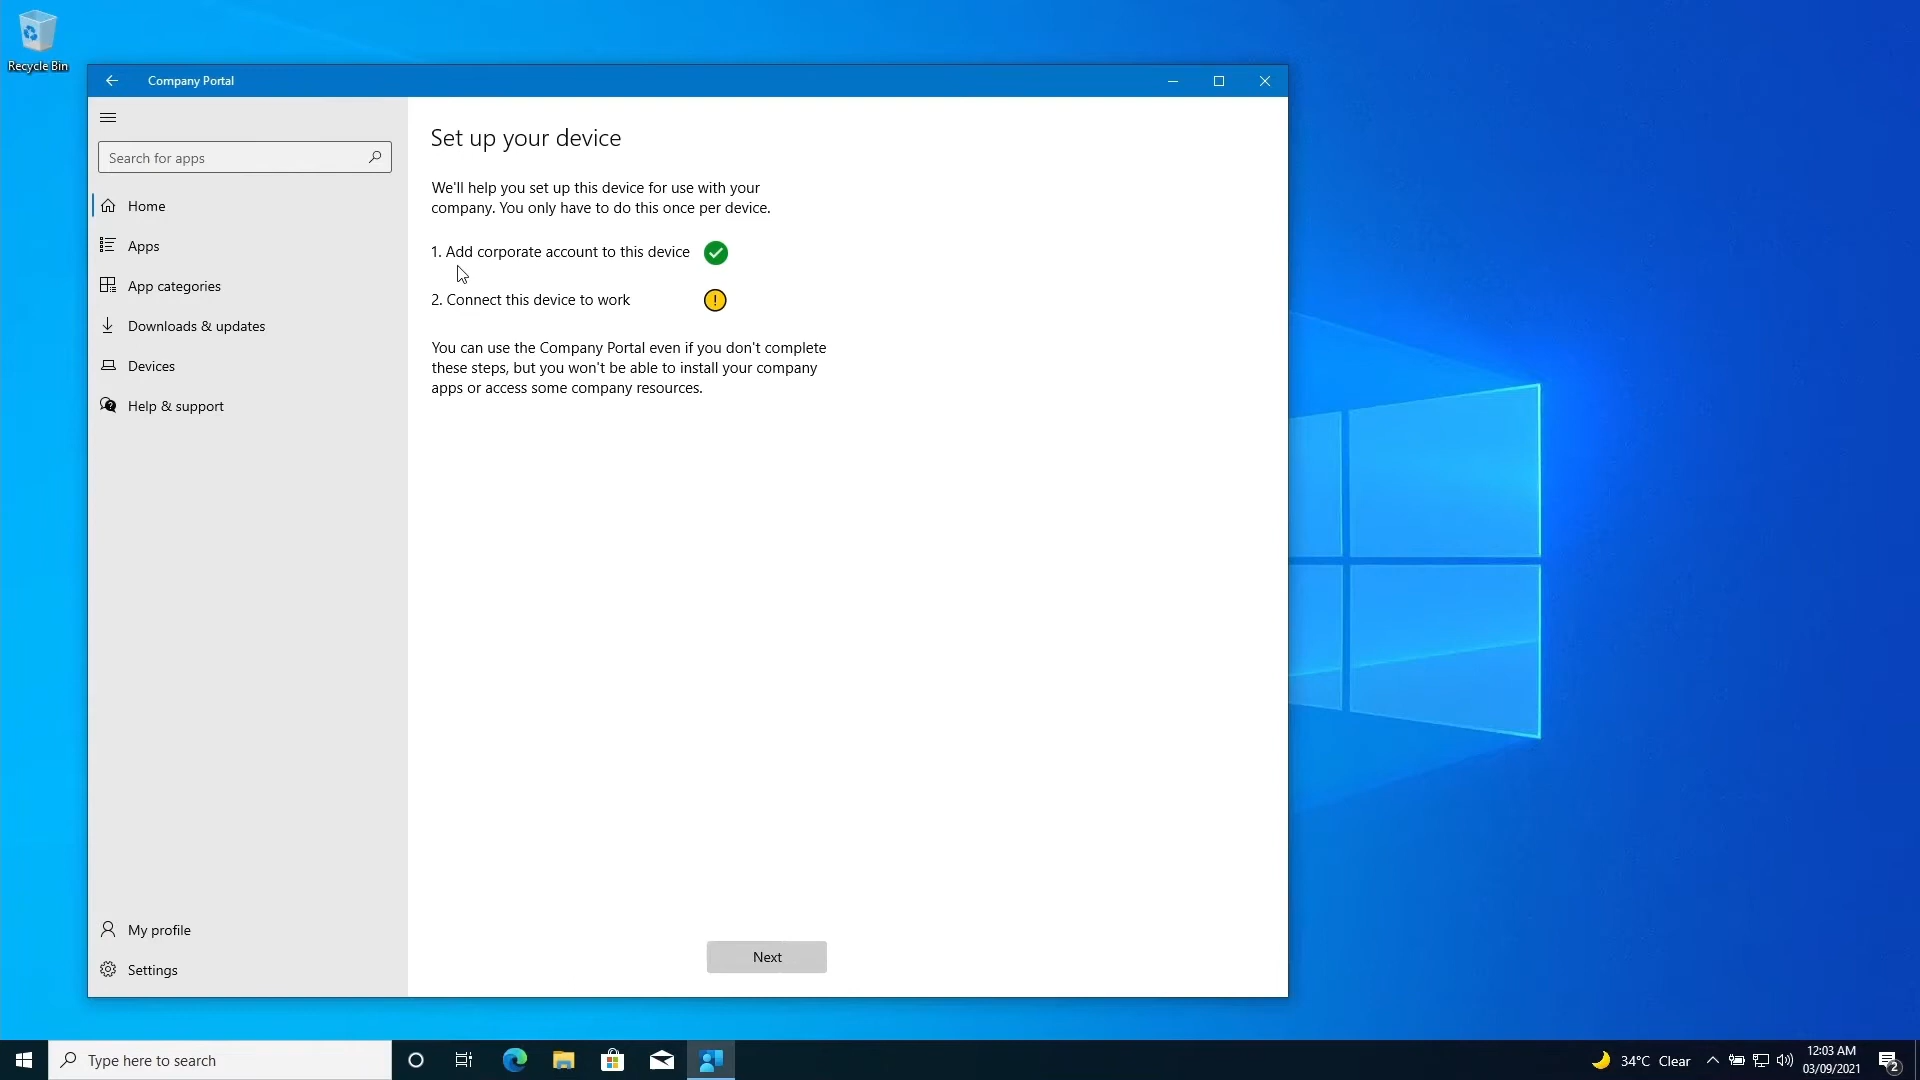 Recycle Bin
Company Portal
Search for apps
Home
Apps
App categories
Downloads & updates
Devices
Help & support
My profile
Settings
Set up your device
We'll help you set up this device for use with your
company. You only have to do this once per device.
1. Add corporate account to this device
2. Connect this device to work
You can use the Company Portal even if you don't complete
these steps, but you won't be able to install your company
apps or access some company resources.
Next
Type here to search
34°C Clear
12:03 AM
03/09/2021
2